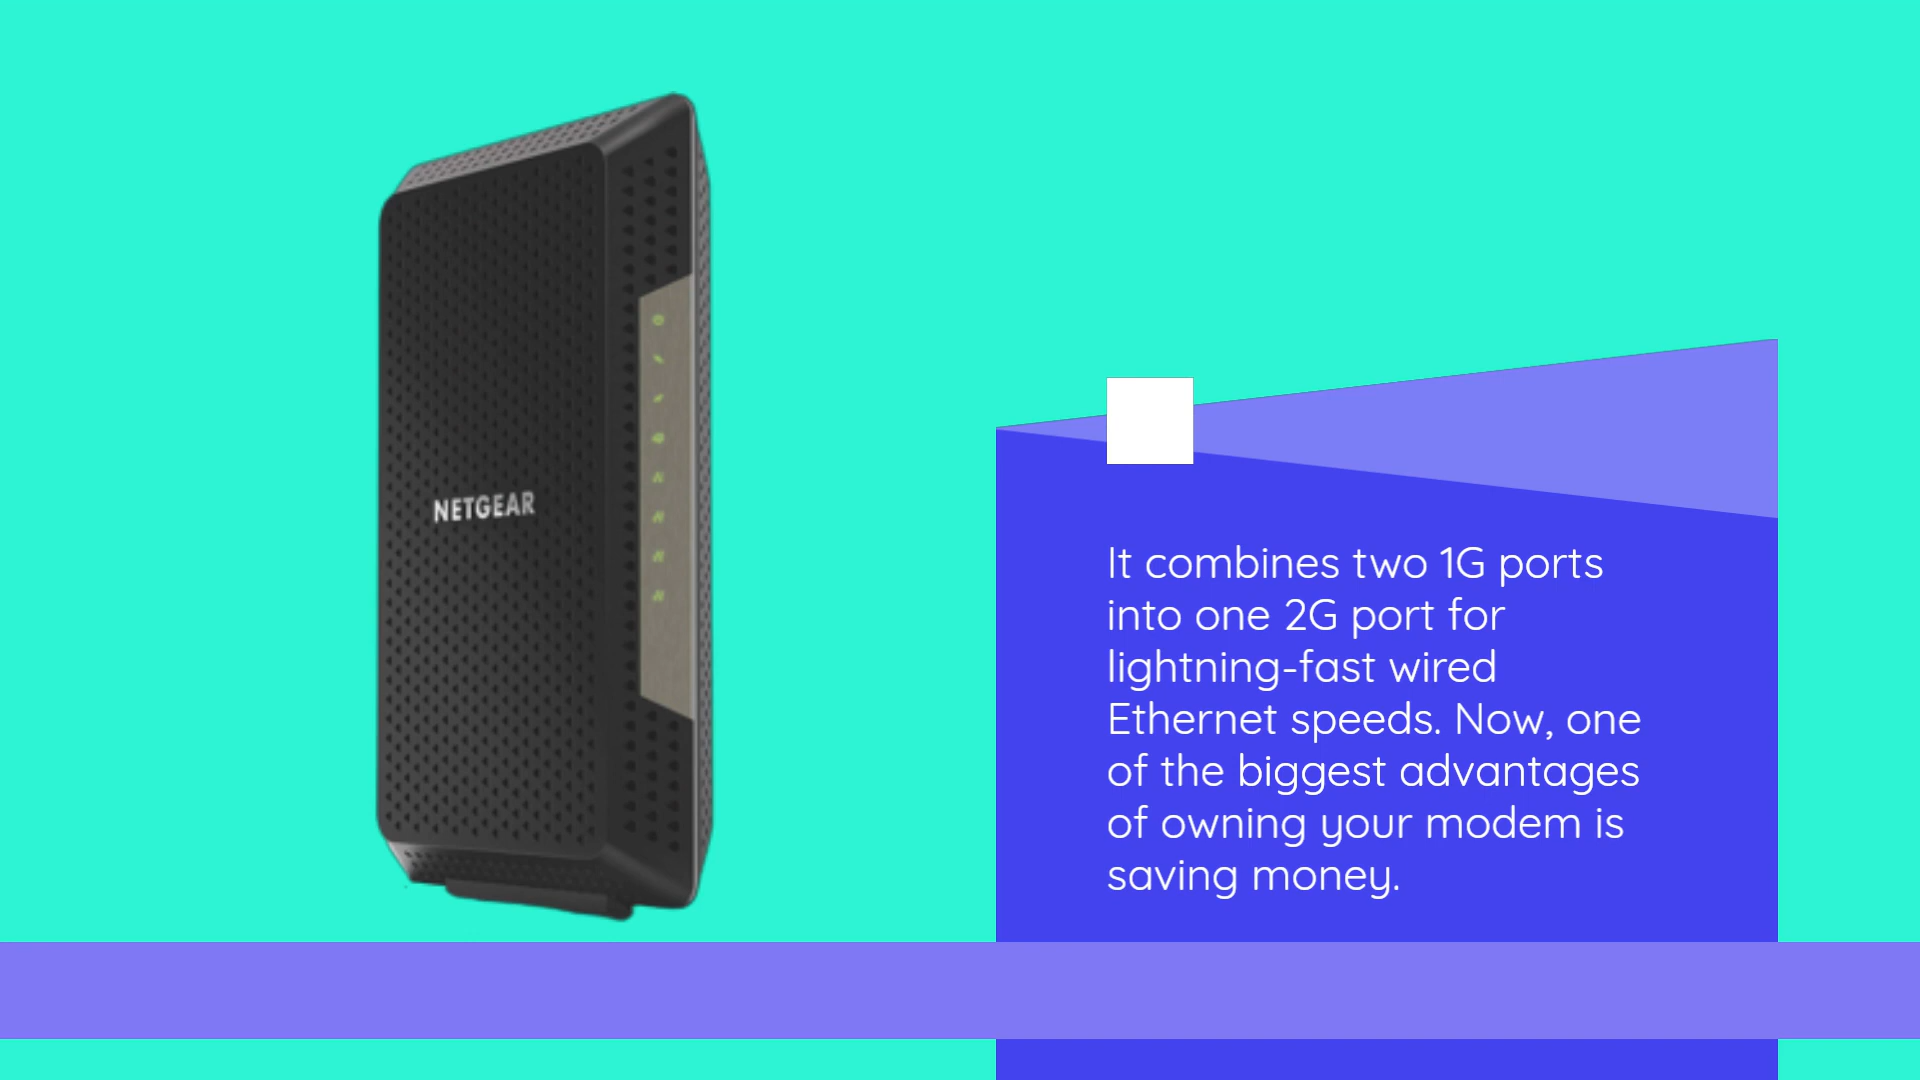 NETGEAR
It combines two 1G ports
into one 2G port for
lightning-fast wired
Ethernet speeds. Now, one
of the biggest advantages
of owning your modem is
saving money.